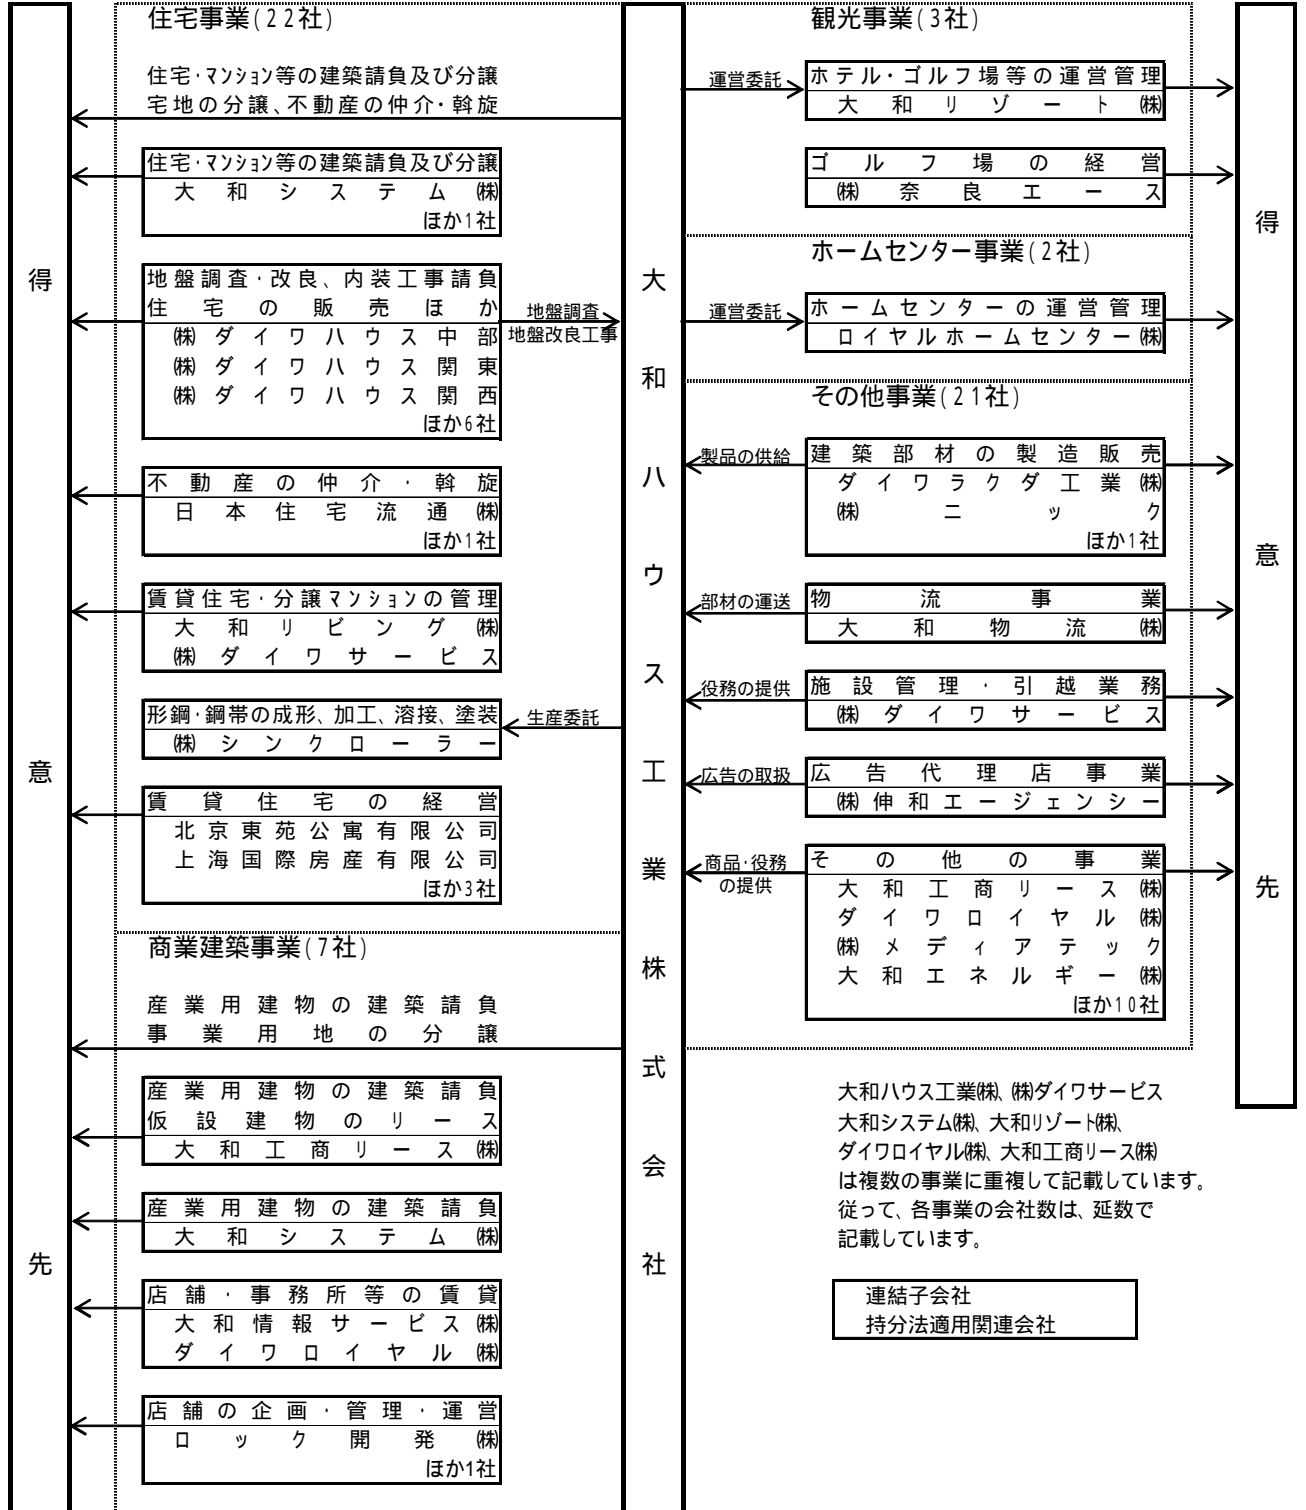 得意先
住宅事業(22社)
住宅･マンション等の建築請負及び分譲
宅地の分譲、不動産の仲介･斡旋
住宅･マンション等の建築請負及び分譲
大和システム㈱
ほか1社
地盤調査･改良、内装工事請負
住宅の販売ほか
㈱ダイワハウス中部
㈱ダイワハウス関東
㈱ダイワハウス関西
ほか6社
地盤調査
地盤改良工事
不動産の仲介･斡旋
日本住宅流通㈱
ほか1社
賃貸住宅･分譲マンションの管理
大和リビング㈱
㈱ダイワサービス
形鋼･鋼帯の成形、加工、溶接、塗装
㈱シンクローラー
生産委託
賃貸住宅の経営
北京東苑公寓有限公司
上海国際房産有限公司
ほか3社
商業建築事業(7社)
産業用建物の建築請負
事業用地の分譲
産業用建物の建築請負
仮設建物のリース
大和工商リース㈱
産業用建物の建築請負
大和システム㈱
店舗･事務所等の賃貸
大和情報サービス㈱
ダイワロイヤル㈱
店舗の企画･管理･運営
ロック開発㈱
ほか1社
大和ハウス工業株式会社
観光事業(3社)
運営委託
ホテル･ゴルフ場等の運営管理
大和リゾート㈱
ゴルフ場の経営
㈱奈良エース
ホームセンター事業(2社)
運営委託
ホームセンターの運営管理
ロイヤルホームセンター㈱
その他事業(21社)
製品の供給
建築部材の製造販売
ダイワラクダ工業㈱
㈱ニック
ほか1社
部材の運送
物流事業
大和物流㈱
役務の提供
施設管理･引越業務
㈱ダイワサービス
広告の取扱
広告代理店事業
㈱伸和エージェンシー
商品･役務
の提供
その他の事業
大和工商リース㈱
ダイワロイヤル㈱
㈱メディアテック
大和エネルギー㈱
ほか10社
得意先
大和ハウス工業㈱、㈱ダイワサービス
大和システム㈱、大和リゾート㈱、
ダイワロイヤル㈱、大和工商リース㈱
は複数の事業に重複して記載しています。
従って、各事業の会社数は、延数で
記載しています。
連結子会社
持分法適用関連会社